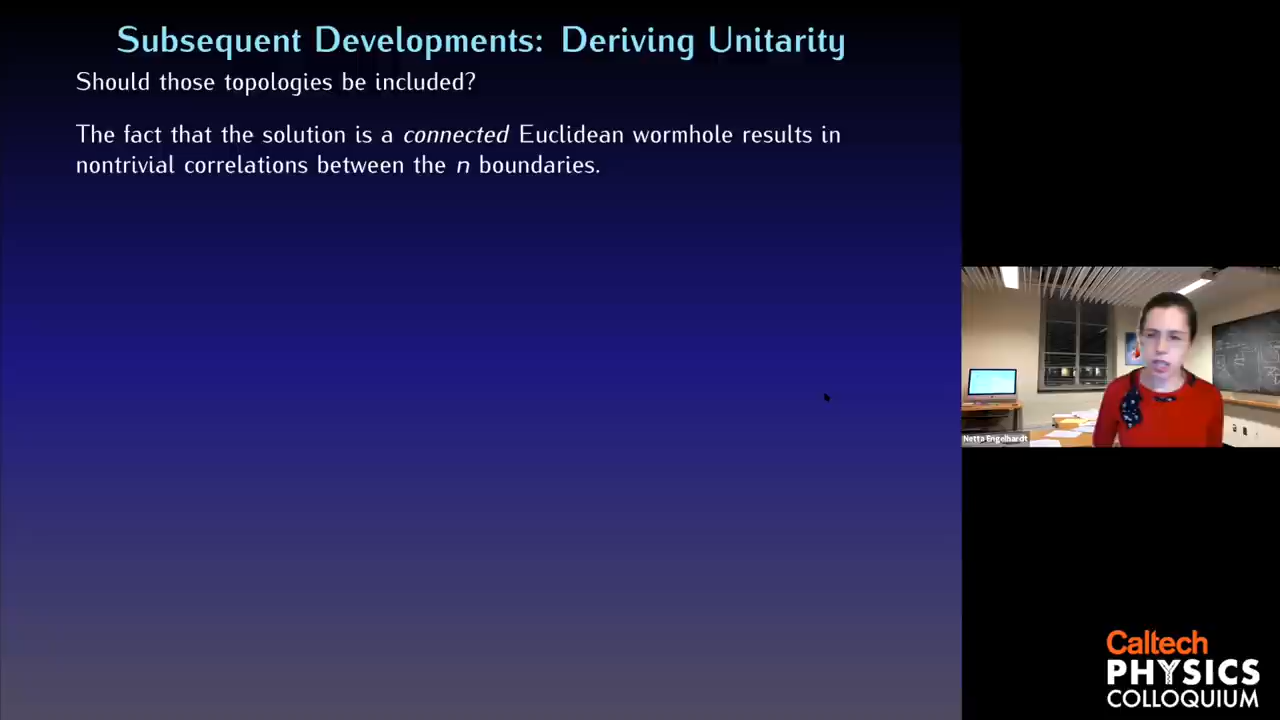 Subsequent Developments: Deriving Unitarity
Should those topologies be included?
The fact that the solution is a connected Euclidean wormhole results in
nontrivial correlations between the n boundaries.
Netta Engelhardt
Caltech
PHYSICS
COLLOQUIUM